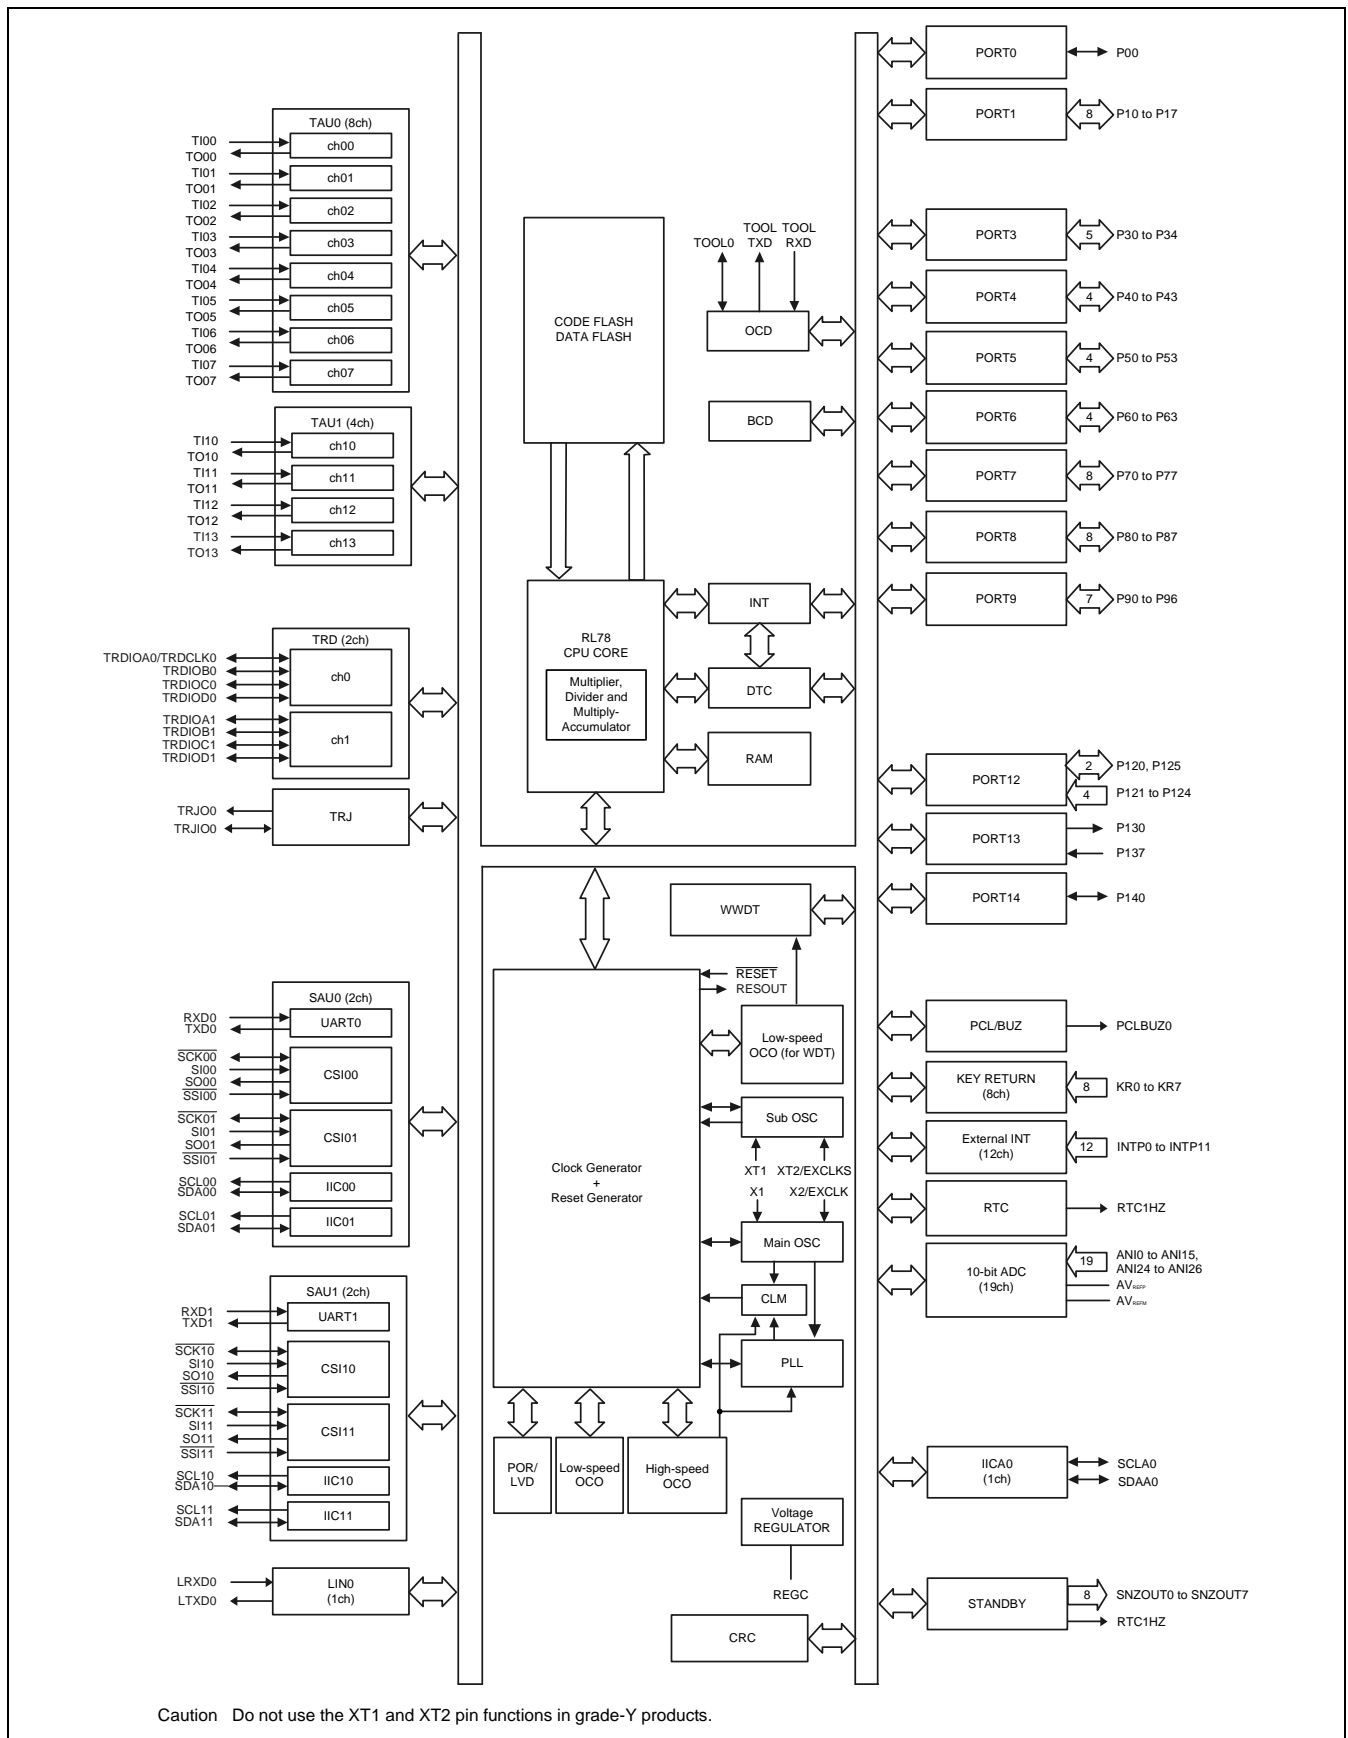 TAU0 (8ch)
TI00
TO00
ch00
TI01
TO01
ch01
TI02
TO02
ch02
TI03
TO03
ch03
TI04
TO04
ch04
TI05
TO05
ch05
TI06
TO06
ch06
TI07
TO07
ch07
TAU1 (4ch)
TI10
TO10
ch10
TI11
TO11
ch11
TI12
TO12
ch12
TI13
TO13
ch13
TRD (2ch)
TRDIOA0/TRDCLK0
TRDIOB0
TRDIOC0
TRDIOD0
ch0
TRDIOA1
TRDIOB1
TRDIOC1
TRDIOD1
ch1
TRJO0
TRJIO0
TRJ
SAU0 (2ch)
RXD0
TXD0
UART0
SCK00
SI00
SO00
SSI00
CSI00
SCK01
SI01
SO01
SSI01
CSI01
SCL00
SDA00
IIC00
SCL01
SDA01
IIC01
SAU1 (2ch)
RXD1
TXD1
UART1
SCK10
SI10
SO10
SSI10
CSI10
SCK11
SI11
SO11
SSI11
CSI11
SCL10
SDA10
IIC10
SCL11
SDA11
IIC11
LRXD0
LTXD0
LIN0
(1ch)
CODE FLASH
DATA FLASH
TOOL0
TOOL
TXD
TOOL
RXD
OCD
BCD
RL78
CPU CORE
Multiplier,
Divider and
Multiply-
Accumulator
INT
DTC
RAM
WWDT
RESET
RESOUT
Low-speed
OCO (for WDT)
Sub OSC
XT1
XT2/EXCLKS
X1
X2/EXCLK
Main OSC
CLM
PLL
Clock Generator
+
Reset Generator
POR/
LVD
Low-speed
OCO
High-speed
OCO
Voltage
REGULATOR
REGC
CRC
PORT0
P00
PORT1
8
P10 to P17
PORT3
5
P30 to P34
PORT4
4
P40 to P43
PORT5
4
P50 to P53
PORT6
4
P60 to P63
PORT7
8
P70 to P77
PORT8
8
P80 to P87
PORT9
7
P90 to P96
PORT12
2
P120, P125
4
P121 to P124
PORT13
P130
P137
PORT14
P140
PCL/BUZ
PCLBUZ0
KEY RETURN
(8ch)
8
KR0 to KR7
External INT
(12ch)
12
INTP0 to INTP11
RTC
RTC1HZ
10-bit ADC
(19ch)
19
ANI0 to ANI15,
ANI24 to ANI26
AVREFP
AVREFM
IICA0
(1ch)
SCLA0
SDAA0
STANDBY
8
SNZOUT0 to SNZOUT7
RTC1HZ
Caution Do not use the XT1 and XT2 pin functions in grade-Y products.